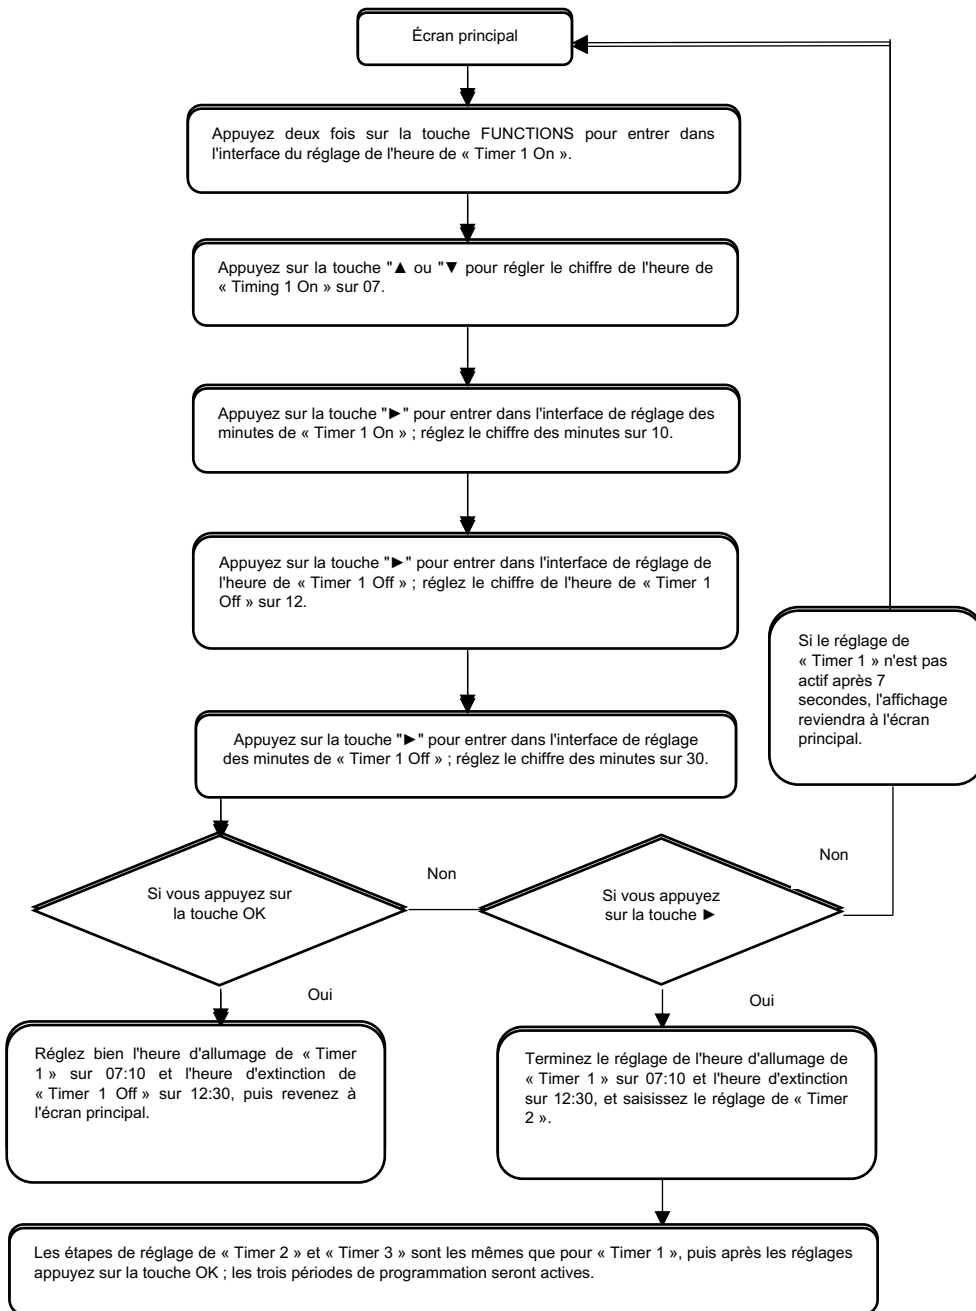 Écran principal
Appuyez deux fois sur la touche FUNCTIONS pour entrer dans
l'interface du réglage de l'heure de « Timer 1 On ».
Appuyez sur la touche "▲ ou "▼ pour régler le chiffre de l'heure de
« Timing 1 On » sur 07.
Appuyez sur la touche "►" pour entrer dans l'interface de réglage des
minutes de « Timer 1 On » ; réglez le chiffre des minutes sur 10.
Appuyez sur la touche "►" pour entrer dans l'interface de réglage de
l'heure de « Timer 1 Off » ; réglez le chiffre de l'heure de « Timer 1
Off » sur 12.
Si le réglage de
« Timer 1 » n'est pas
actif après 7
secondes, l'affichage
reviendra à l'écran
principal.
Appuyez sur la touche "►" pour entrer dans l'interface de réglage
des minutes de « Timer 1 Off » ; réglez le chiffre des minutes sur 30.
Si vous appuyez sur
la touche OK
Non
Si vous appuyez
sur la touche ►
Non
Oui
Oui
Réglez bien l'heure d'allumage de « Timer
1 » sur 07:10 et l'heure d'extinction de
« Timer 1 Off » sur 12:30, puis revenez à
l'écran principal.
Terminez le réglage de l'heure d'allumage de
« Timer 1 » sur 07:10 et l'heure d'extinction
sur 12:30, et saisissez le réglage de « Timer
2 ».
Les étapes de réglage de « Timer 2 » et « Timer 3 » sont les mêmes que pour « Timer 1 », puis après les réglages
appuyez sur la touche OK ; les trois périodes de programmation seront actives.